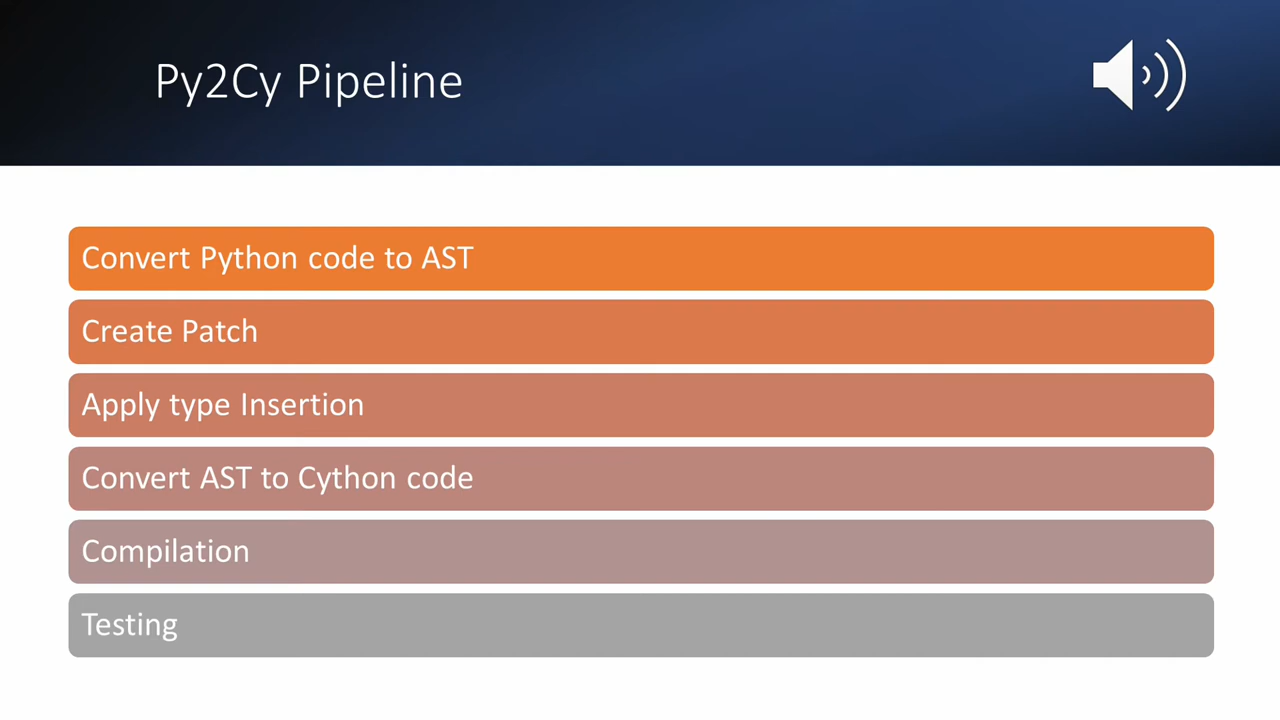 Py2Cy Pipeline
Convert Python code to AST
Create Patch
Apply type Insertion
Convert AST to Cython code
Compilation
Testing